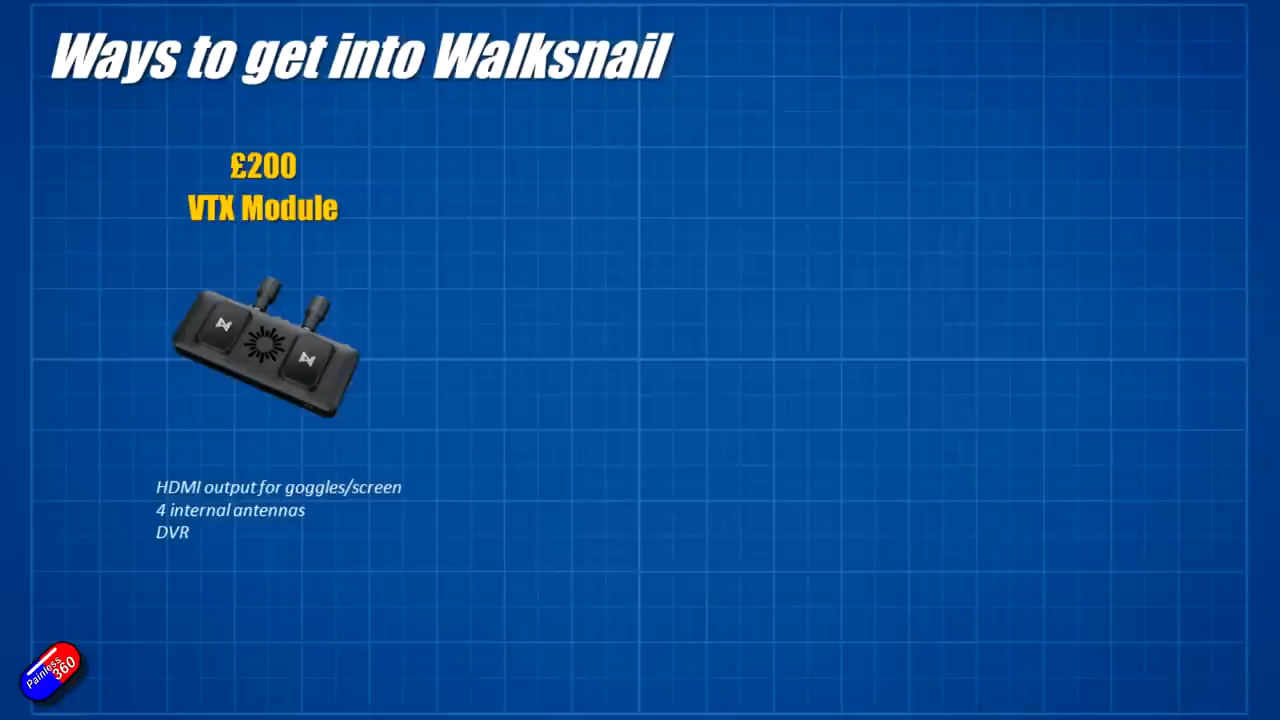 Ways to get into Walksnail
£200
VTX Module
HDMI output for goggles/screen
4 internal antennas
DVR
Painless
360